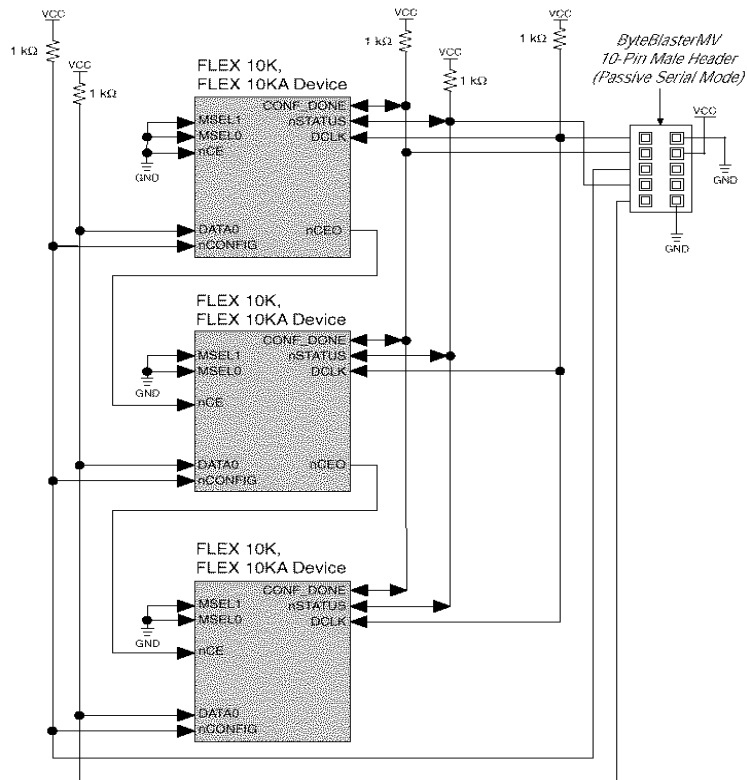 VCC
VCC
VCC
VCC
VCC
1 kΩ
1 kΩ
1 kΩ
1 kΩ
1 kΩ
ByteBlasterMV
10-Pin Male Header
(Passive Serial Mode)
VCC
GND
GND
FLEX 10K,
FLEX 10KA Device
CONF_DONE
MSEL1
nSTATUS
MSEL0
DCLK
nCE
GND
DATA0
nCEO
nCONFIG
FLEX 10K,
FLEX 10KA Device
CONF_DONE
MSEL1
nSTATUS
MSEL0
DCLK
GND
nCE
DATA0
nCEO
nCONFIG
FLEX 10K,
FLEX 10KA Device
CONF_DONE
MSEL1
nSTATUS
MSEL0
DCLK
GND
nCE
DATA0
nCONFIG